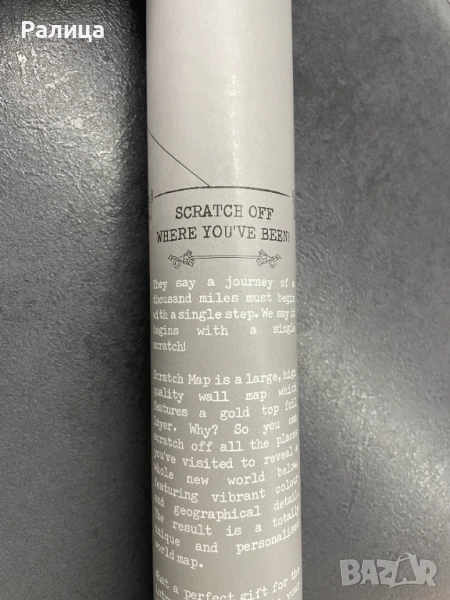 Ралица
SCRATCH OFF
WHERE YOU'VE BEEN!
They say a journey of a
thousand miles must begin
with a single step. We say it
begins with a single
scratch!
Scratch Map is a large, high
quality wall map which
features a gold top foil
layer. Why? So you can
scratch off all the places
you've visited to reveal a
whole new world below,
featuring vibrant colour
and geographical detail.
The result is a totally
unique and personalised
world map.
What a perfect gift for the
BAZAR